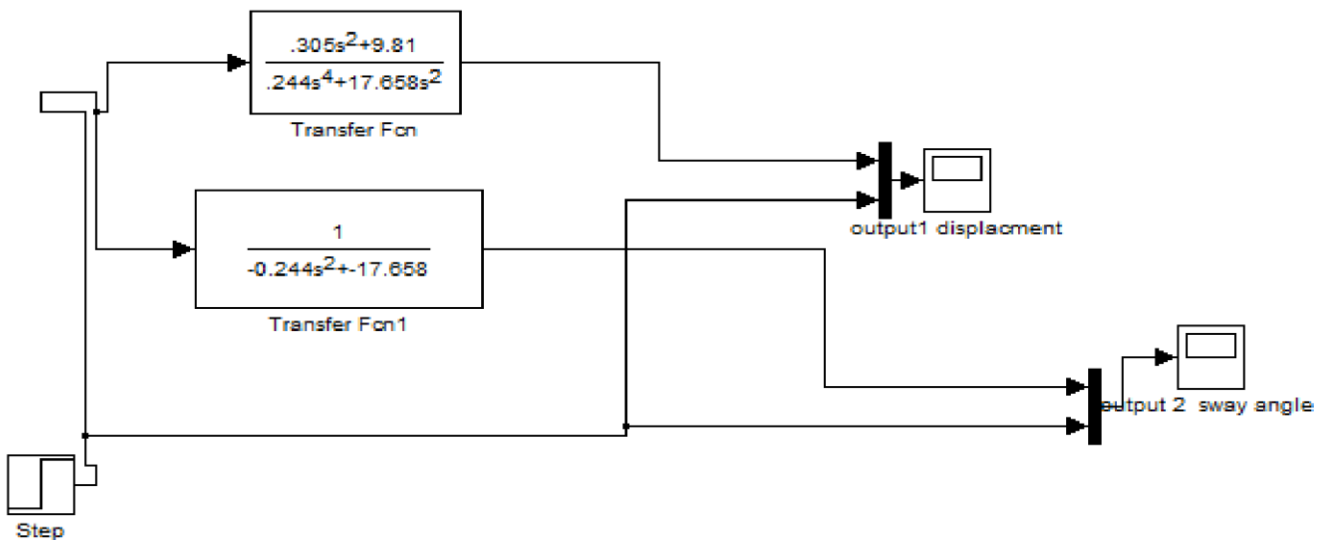 .305s2+9.81
.244s4+17.658s2
Transfer Fcn
1
-0.244s2+-17.658
Transfer Fcn1
output1 displacment
output 2 sway angle
Step